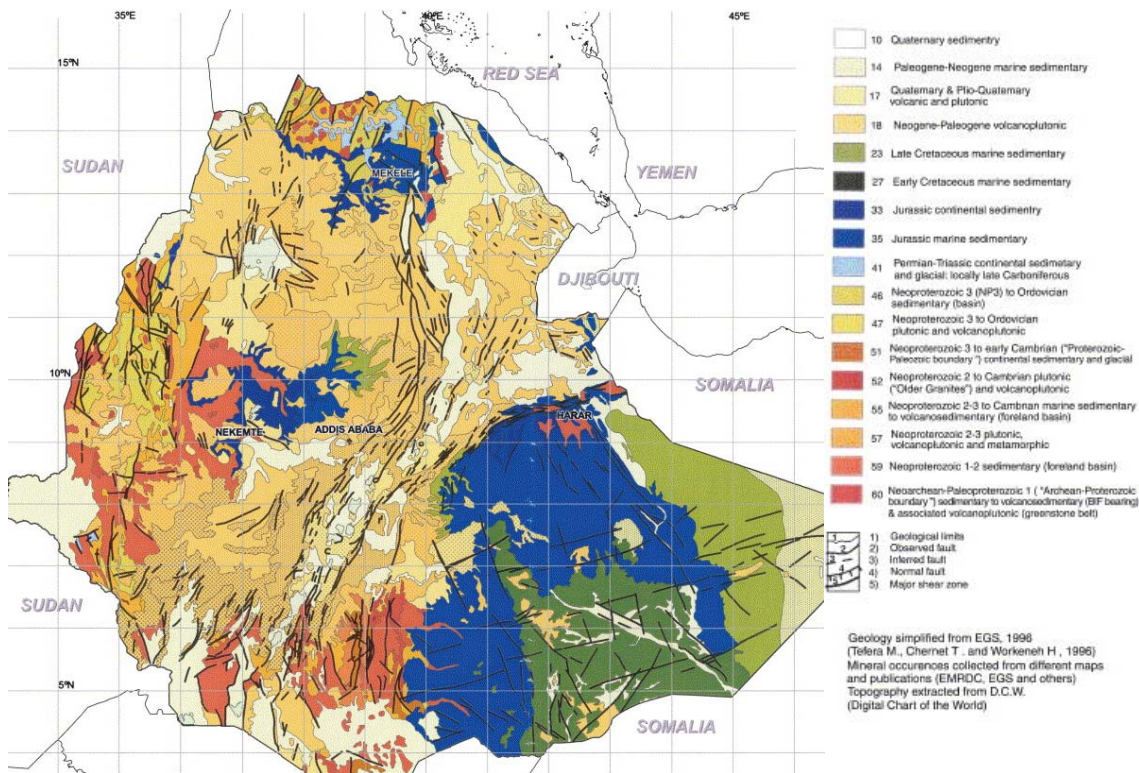 35ºE
40ºE
45ºE
15ºN
RED SEA
SUDAN
MEKELE
YEMEN
DJIBOUTI
10ºN
SOMALIA
HARAR
NEKEMTE
ADDIS ABABA
SUDAN
5ºN
SOMALIA
10 Quaternary sedimentry
14 Paleogene-Neogene marine sedimentary
17 Quaternary & Plio-Quaternary
volcanic and plutonic
18 Neogene-Paleogene volcanoplutonic
23 Late Cretaceous marine sedimentary
27 Early Cretaceous marine sedimentary
33 Jurassic continental sedimentry
35 Jurassic marine sedimentary
41 Permian-Triassic continental sedimetary
and glacial: locally late Carboniferous
46 Neoproterozoic 3 (NP3) to Ordovician
sedimentary (basin)
47 Neoproterozoic 3 to Ordovician
plutonic and volcanoplutonic
51 Neoproterozoic 3 to early Cambrian ("Proterozoic-
Paleozoic boundary ") continental sedimentary and glacial
52 Neoproterozoic 2 to Cambrian plutonic
("Older Granites") and volcanoplutonic
55 Neoproterozoic 2-3 to Cambrian marine sedimentary
to volcanosedimentary (foreland basin)
57 Neoproterozoic 2-3 plutonic,
volcanoplutonic and metamorphic
59 Neoproterozoic 1-2 sedimentary (foreland basin)
60 Neoarchean-Paleoproterozoic 1 ( "Archean-Proterozoic
boundary ") sedimentary to volcanosedimentary (BIF bearing)
& associated volcanoplutonic (greenstone belt)
1) Geological limits
2) Observed fault
3) Inferred fault
4) Normal fault
5) Major shear zone
Geology simplified from EGS, 1996
(Tefera M., Chernet T . and Workeneh H , 1996)
Mineral occurences collected from different maps
and publications (EMRDC, EGS and others)
Topography extracted from D.C.W.
(Digital Chart of the World)